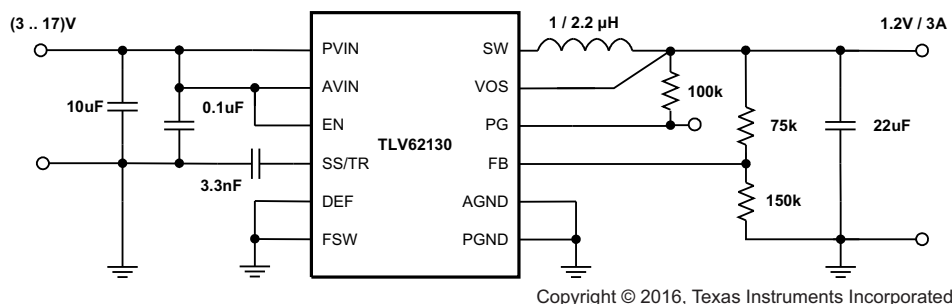 (3 .. 17)V
1 / 2.2 µH
1.2V / 3A
PVIN
SW
AVIN
VOS
10uF
0.1uF
100k
EN
PG
TLV62130
75k
22uF
SS/TR
FB
3.3nF
DEF
AGND
150k
FSW
PGND
Copyright © 2016, Texas Instruments Incorporated